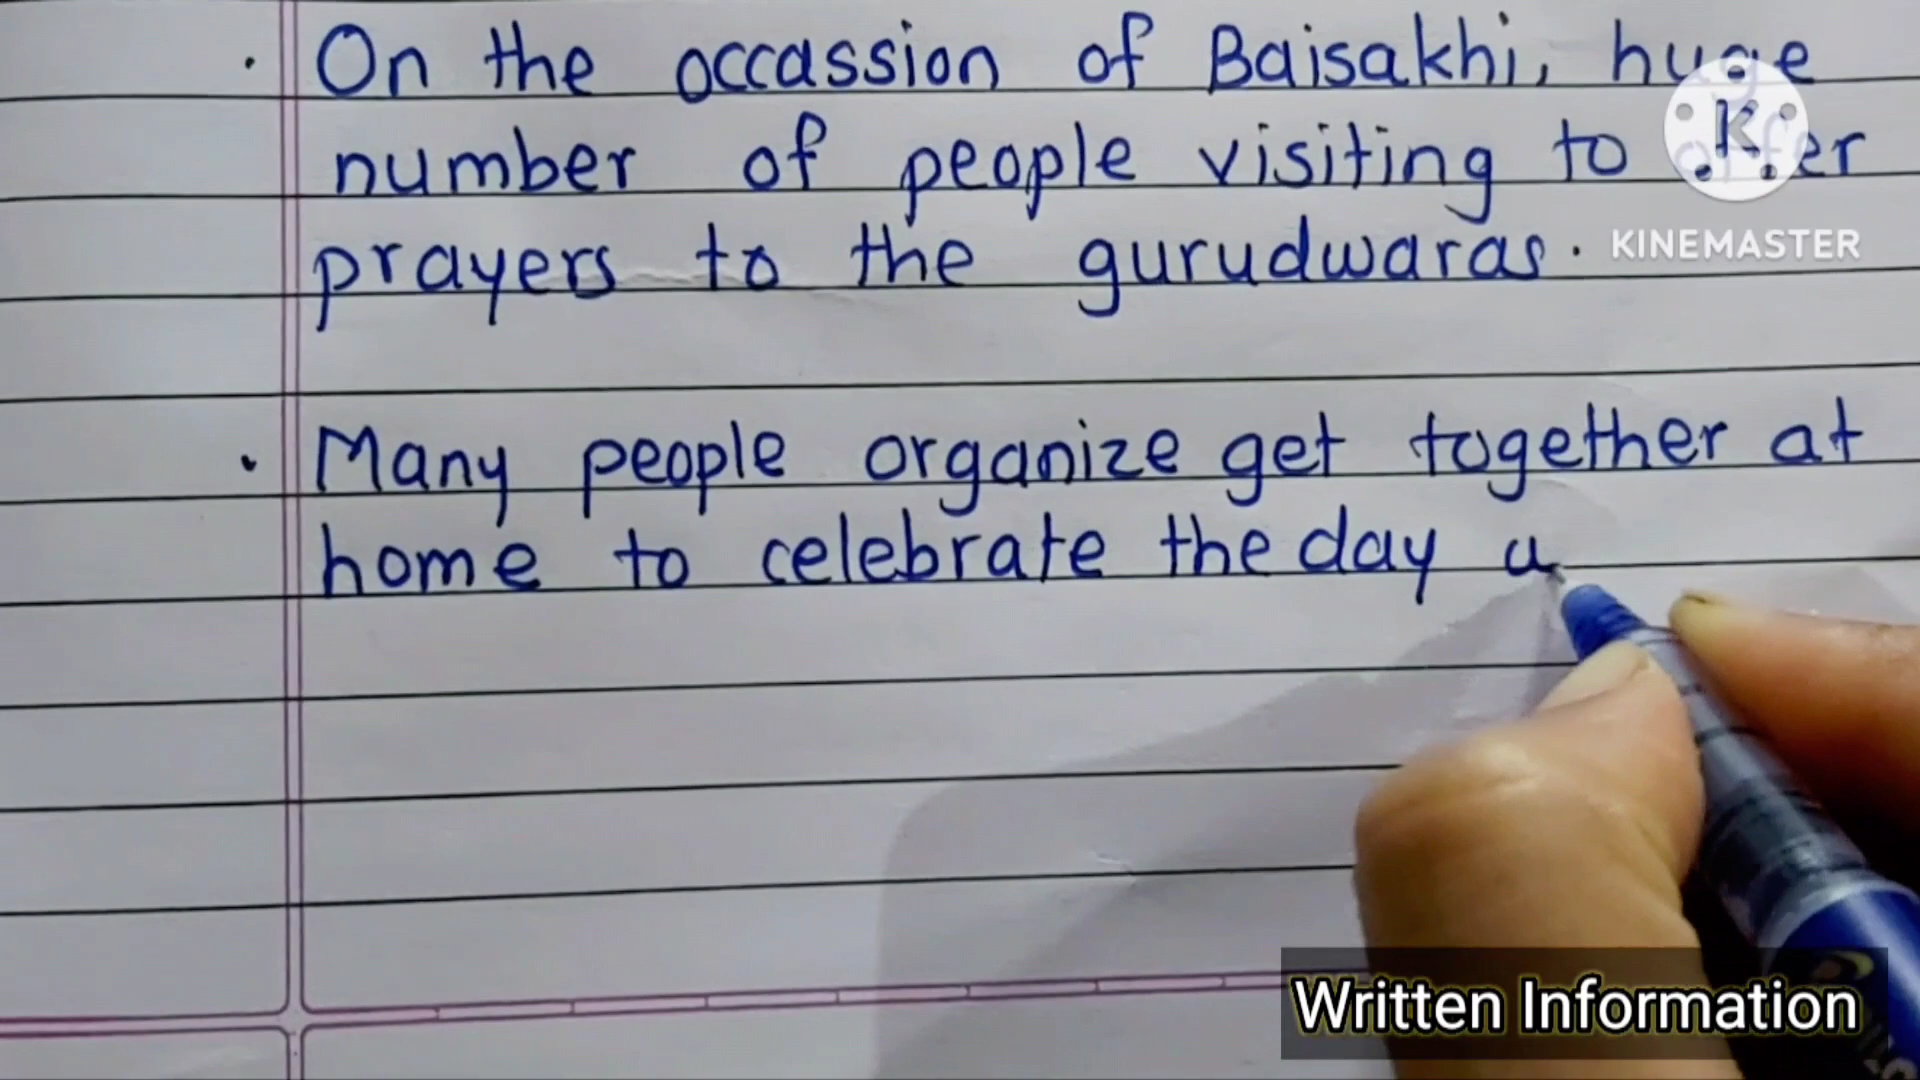 · On the occassion of Baisakhi, huge
number of people visiting to offer
prayers to the gurudwaras.
KINEMASTER
· Many people organize get together at
home to celebrate the day
Written Information